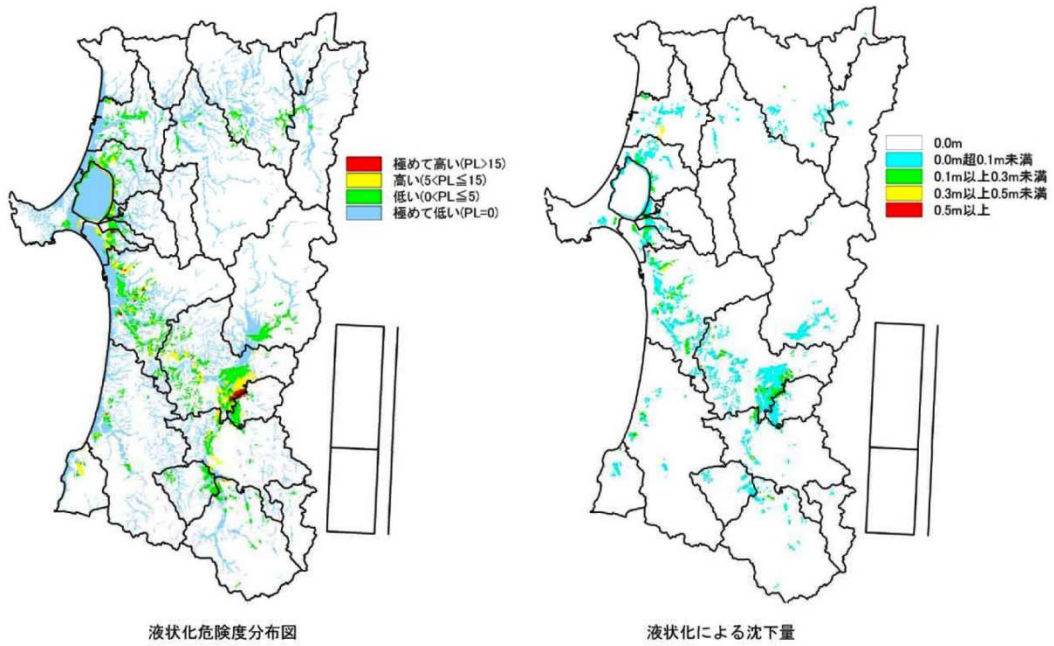 極めて高い(PL>15)
高い(5<PL≦15)
低い(0<PL≦5)
極めて低い(PL=0)
0.0m
0.0m超0.1m未満
0.1m以上0.3m未満
0.3m以上0.5m未満
0.5m以上
液状化危険度分布図
液状化による沈下量